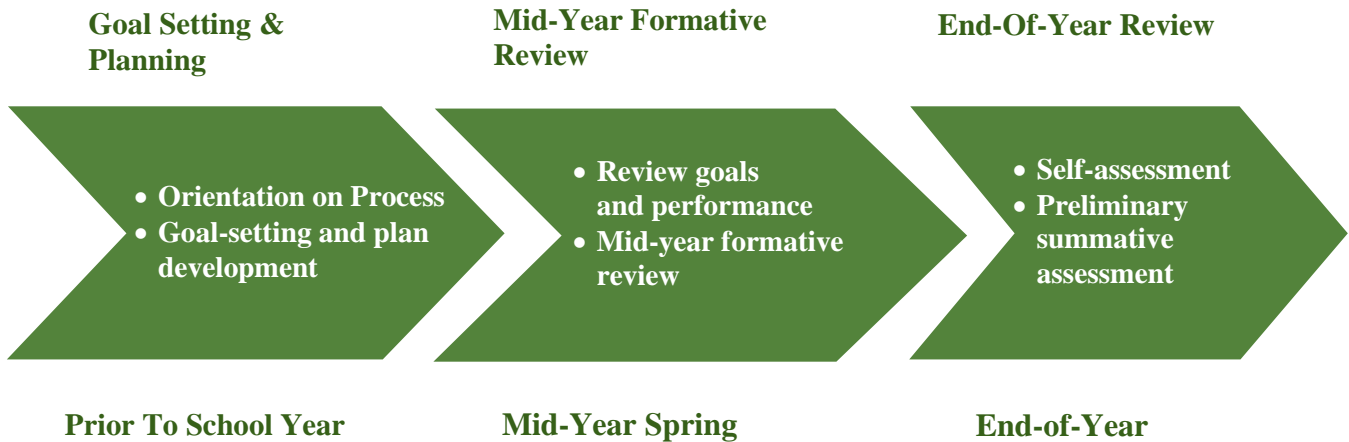 Goal Setting &
Planning
Mid-Year Formative
Review
End-Of-Year Review
• Orientation on Process
• Goal-setting and plan
development
• Review goals
and performance
• Mid-year formative
review
• Self-assessment
• Preliminary
summative
assessment
Prior To School Year
Mid-Year Spring
End-of-Year